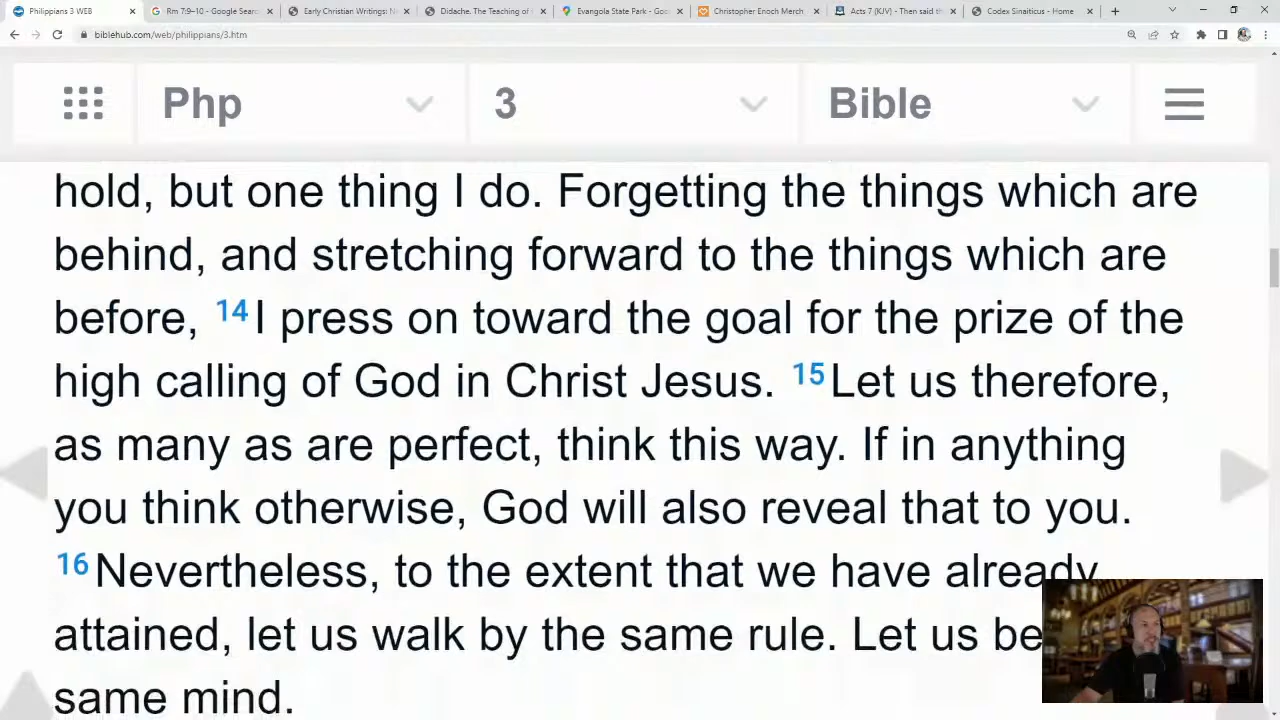 Philippians 3 WEB
Rm 7:9–10 - Google Sear
Early Christian Writings: N
Didache. The Teaching of
Evangola State Park - Goo
Christopher Enoch Merch
Acts 7 (KJV) - Then said th
Codex Sinaiticus - Home
biblehub.com/web/philippians/3.htm
Php
3
Bible
hold, but one thing I do. Forgetting the things which are
behind, and stretching forward to the things which are
before, 14 I press on toward the goal for the prize of the
high calling of God in Christ Jesus. 15 Let us therefore,
as many as are perfect, think this way. If in anything
you think otherwise, God will also reveal that to you.
16 Nevertheless, to the extent that we have already
attained, let us walk by the same rule. Let us be
same mind.